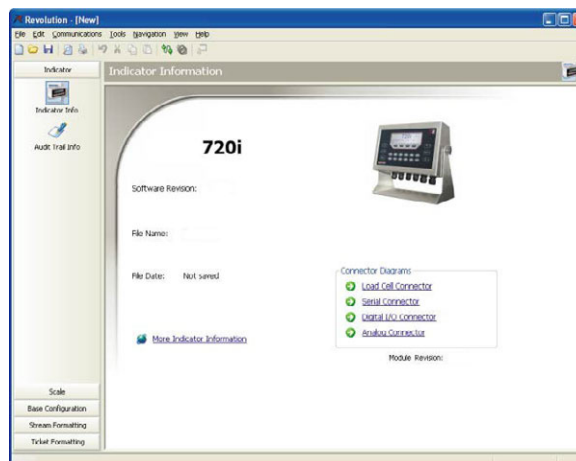 Revolution - [New]
File Edit Communications Tools Navigation View Help
Indicator
Indicator Information
Indicator Info
Audit Trail Info
720i
Software Revision:
File Name:
File Date: Not saved
More Indicator Information
Connector Diagrams
Load Cell Connector
Serial Connector
Digital I/O Connector
Analog Connector
Module Revision:
Scale
Base Configuration
Stream Formatting
Ticket Formatting